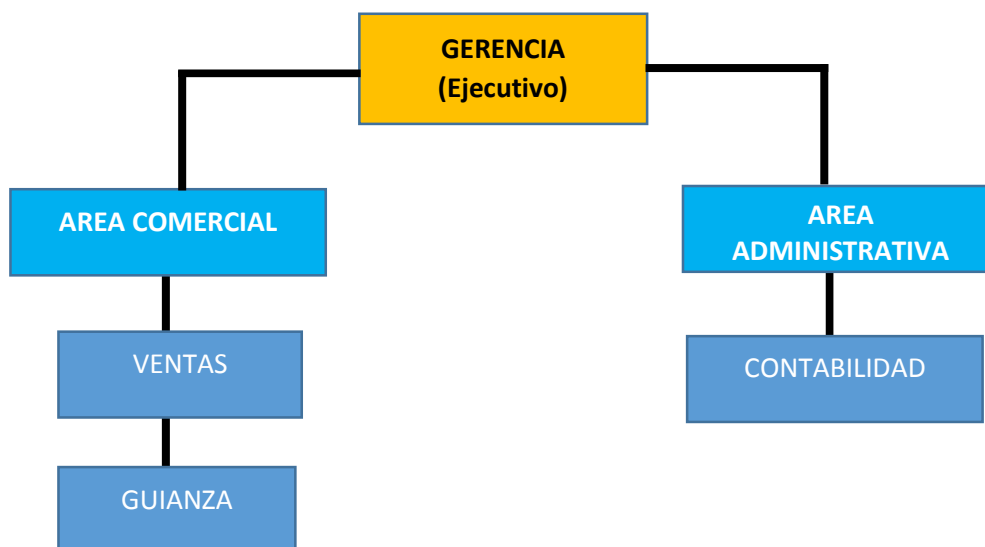 GERENCIA
(Ejecutivo)
AREA COMERCIAL
AREA
ADMINISTRATIVA
VENTAS
CONTABILIDAD
GUIANZA